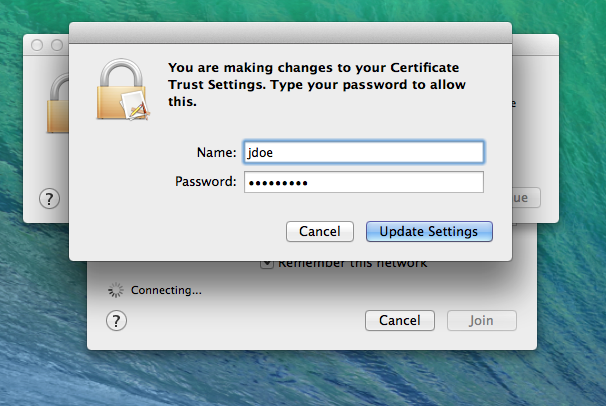 You are making changes to your Certificate
Trust Settings. Type your password to allow
this.
Name: jdoe
Password: •••••••••
?
Cancel Update Settings
Remember this network
Connecting...
? Cancel Join